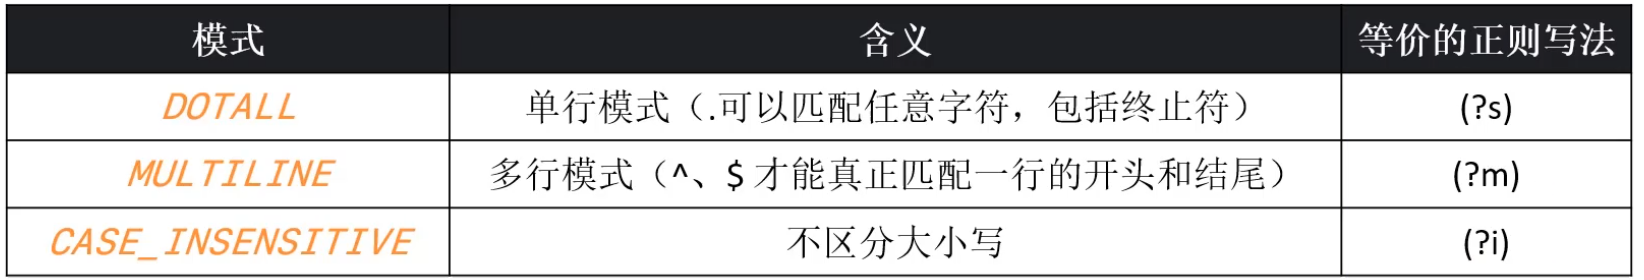 模式 含义 等价的正则写法
DOTALL 单行模式（.可以匹配任意字符，包括终止符） (?s)
MULTILINE 多行模式（^、$ 才能真正匹配一行的开头和结尾） (?m)
CASE_INSENSITIVE 不区分大小写 (?i)